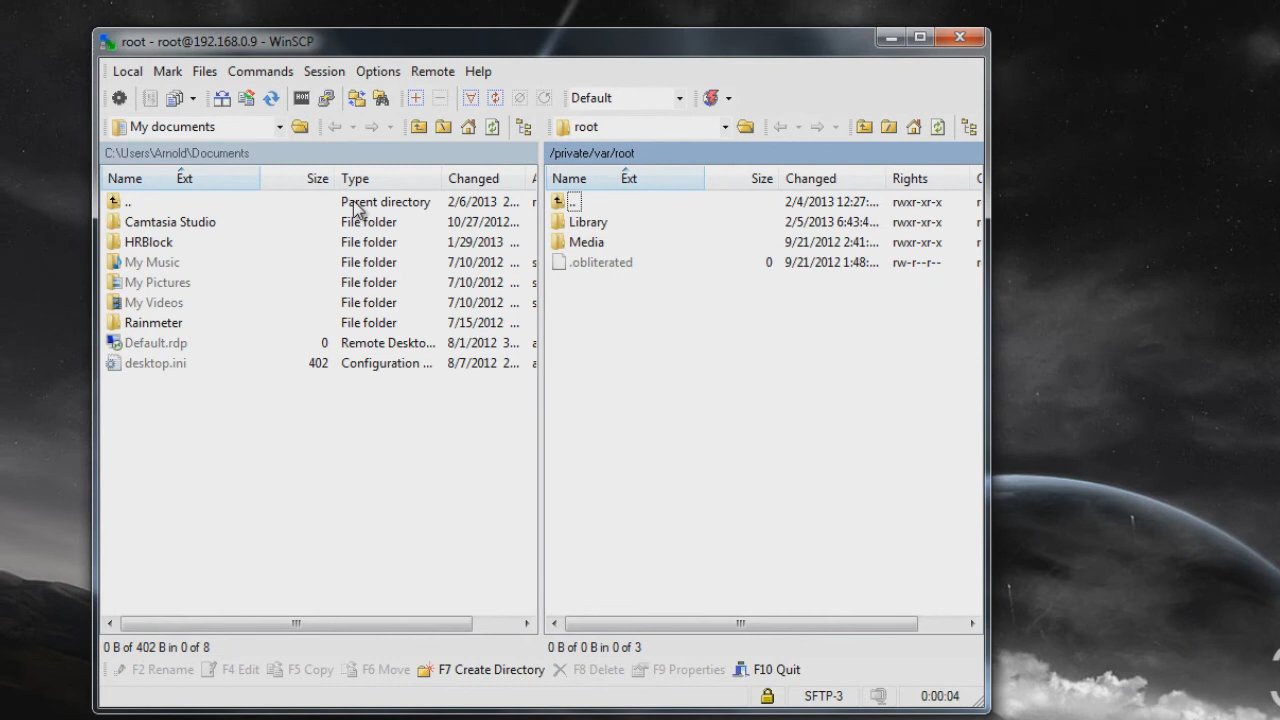 root - root@192.168.0.9 - WinSCP
Local Mark Files Commands Session Options Remote Help
Default
My documents root
C:\Users\Arnold\Documents /private/var/root
Name Ext Size Type Changed Name Ext Size Changed Rights
.. Parent directory 2/6/2013 2... .. 2/4/2013 12:27:... rwxr-xr-x
Camtasia Studio File folder 10/27/2012... Library 2/5/2013 6:43:4... rwxr-xr-x
HRBlock File folder 1/29/2013 Media 9/21/2012 2:41:... rwxr-xr-x
My Music File folder 7/10/2012 ... .obliterated 0 9/21/2012 1:48:... rw-r--r--
My Pictures File folder 7/10/2012 ...
My Videos File folder 7/10/2012 ...
Rainmeter File folder 7/15/2012 ...
Default.rdp 0 Remote Deskto... 8/1/2012 3...
desktop.ini 402 Configuration ... 8/7/2012 2...
0 B of 402 B in 0 of 8 0 B of 0 B in 0 of 3
F2 Rename F4 Edit F5 Copy F6 Move F7 Create Directory F8 Delete F9 Properties F10 Quit
SFTP-3 0:00:04